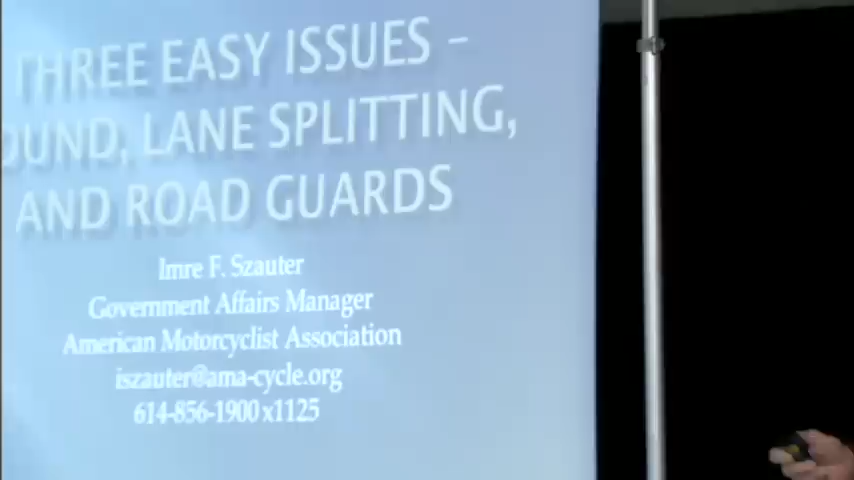 THREE EASY ISSUES –
OUND, LANE SPLITTING,
AND ROAD GUARDS
Imre F. Szauter
Government Affairs Manager
American Motorcyclist Association
iszauter@ama-cycle.org
614-856-1900 x1125